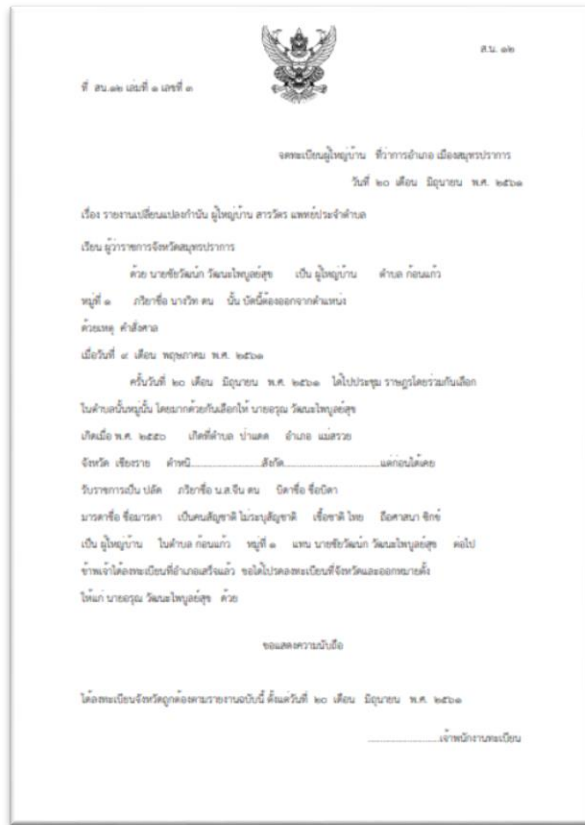 ส.น. ๑๒
ที่ สน.๑๒ เล่มที่ ๑ เลขที่ ๓
จดทะเบียนผู้ใหญ่บ้าน ที่ว่าการอำเภอ เมืองสมุทรปราการ
วันที่ ๒๐ เดือน มิถุนายน พ.ศ. ๒๕๖๑
เรื่อง รายงานเปลี่ยนแปลงกำนัน ผู้ใหญ่บ้าน สารวัตร แพทย์ประจำตำบล
เรียน ผู้ว่าราชการจังหวัดสมุทรปราการ
ด้วย นายชัยวัฒน์ก วัฒนะไพบูลย์สุข เป็น ผู้ใหญ่บ้าน ตำบล ก้อนแก้ว
หมู่ที่ ๑ ภริยาชื่อ นางวิท ตน นั้น บัดนี้ต้องออกจากตำแหน่ง
ด้วยเหตุ คำสั่งศาล
เมื่อวันที่ ๙ เดือน พฤษภาคม พ.ศ. ๒๕๖๑
ครั้นวันที่ ๒๐ เดือน มิถุนายน พ.ศ. ๒๕๖๑ ได้ไปประชุม ราษฎรโดยร่วมกันเลือก
ในตำบลนั้นหมู่นั้น โดยมากด้วยกันเลือกให้ นายอรุณ วัฒนะไพบูลย์สุข
เกิดเมื่อ พ.ศ. ๒๕๕๐ เกิดที่ตำบล ป่าแดด อำเภอ แม่สรวย
จังหวัด เชียงราย ตำหนิ..............................สังกัด..............................แต่ก่อนได้เคย
รับราชการเป็น ปลัด ภริยาชื่อ น.ส.จีน ตน บิดาชื่อ ชื่อบิดา
มารดาชื่อ ชื่อมารดา เป็นคนสัญชาติ ไม่ระบุสัญชาติ เชื้อชาติ ไทย ถือศาสนา ซิกข์
เป็น ผู้ใหญ่บ้าน ในตำบล ก้อนแก้ว หมู่ที่ ๑ แทน นายชัยวัฒน์ก วัฒนะไพบูลย์สุข ต่อไป
ข้าพเจ้าได้ลงทะเบียนที่อำเภอเสร็จแล้ว ขอได้โปรดลงทะเบียนที่จังหวัดและออกหมายตั้ง
ให้แก่ นายอรุณ วัฒนะไพบูลย์สุข ด้วย
ขอแสดงความนับถือ
ได้ลงทะเบียนจังหวัดถูกต้องตามรายงานฉบับนี้ ตั้งแต่วันที่ ๒๐ เดือน มิถุนายน พ.ศ. ๒๕๖๑
..............................เจ้าพนักงานทะเบียน